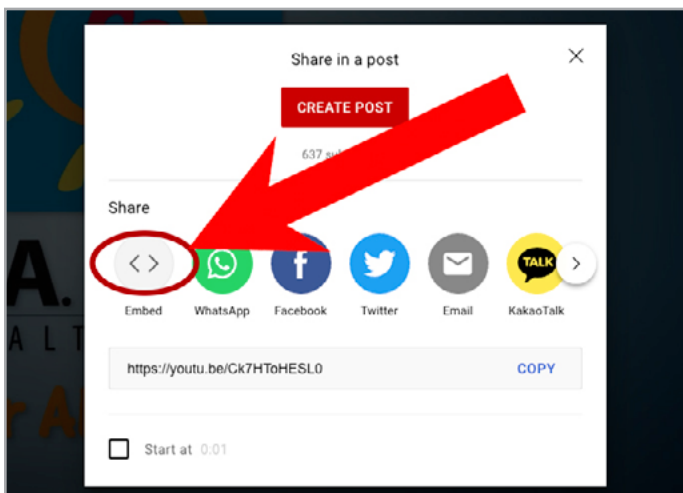 Share in a post
CREATE POST
637
Share
Embed
WhatsApp
Facebook
Twitter
Email
TALK
KakaoTalk
https://youtu.be/Ck7HToHESL0
COPY
Start at 0:01
A.
A L T
r A